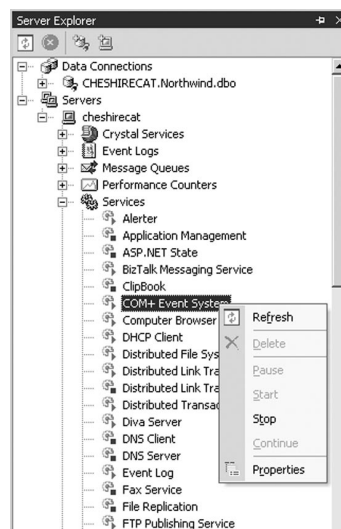 Server Explorer
Data Connections
CHESHIRECAT.Northwind.dbo
Servers
cheshirecat
Crystal Services
Event Logs
Message Queues
Performance Counters
Services
Alerter
Application Management
ASP.NET State
BizTalk Messaging Service
ClipBook
COM+ Event System
Computer Browser
DHCP Client
Distributed File Sys
Distributed Link Tra
Distributed Link Tra
Distributed Transac
Diva Server
DNS Client
DNS Server
Event Log
Fax Service
File Replication
FTP Publishing Service
Refresh
Delete
Pause
Start
Stop
Continue
Properties